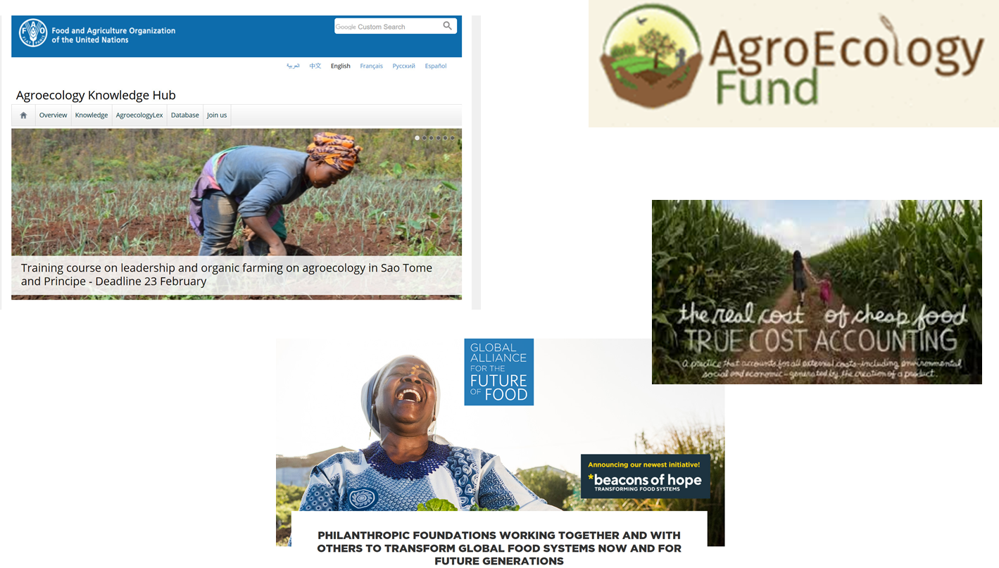 FAO
FIAT PANIS
Food and Agriculture Organization
of the United Nations
Google Custom Search
العربية 中文 English Français Русский Español
Agroecology Knowledge Hub
Overview Knowledge AgroecologyLex Database Join us
Training course on leadership and organic farming on agroecology in Sao Tome
and Principe - Deadline 23 February
AgroEcology
Fund
the real cost of cheap food
TRUE COST ACCOUNTING
A practice that accounts for all external costs—including environmental,
social and economic—generated by the creation of a product.
GLOBAL
ALLIANCE
FOR THE
FUTURE
OF FOOD
Announcing our newest initiative!
*beacons of hope
TRANSFORMING FOOD SYSTEMS
PHILANTHROPIC FOUNDATIONS WORKING TOGETHER AND WITH
OTHERS TO TRANSFORM GLOBAL FOOD SYSTEMS NOW AND FOR
FUTURE GENERATIONS